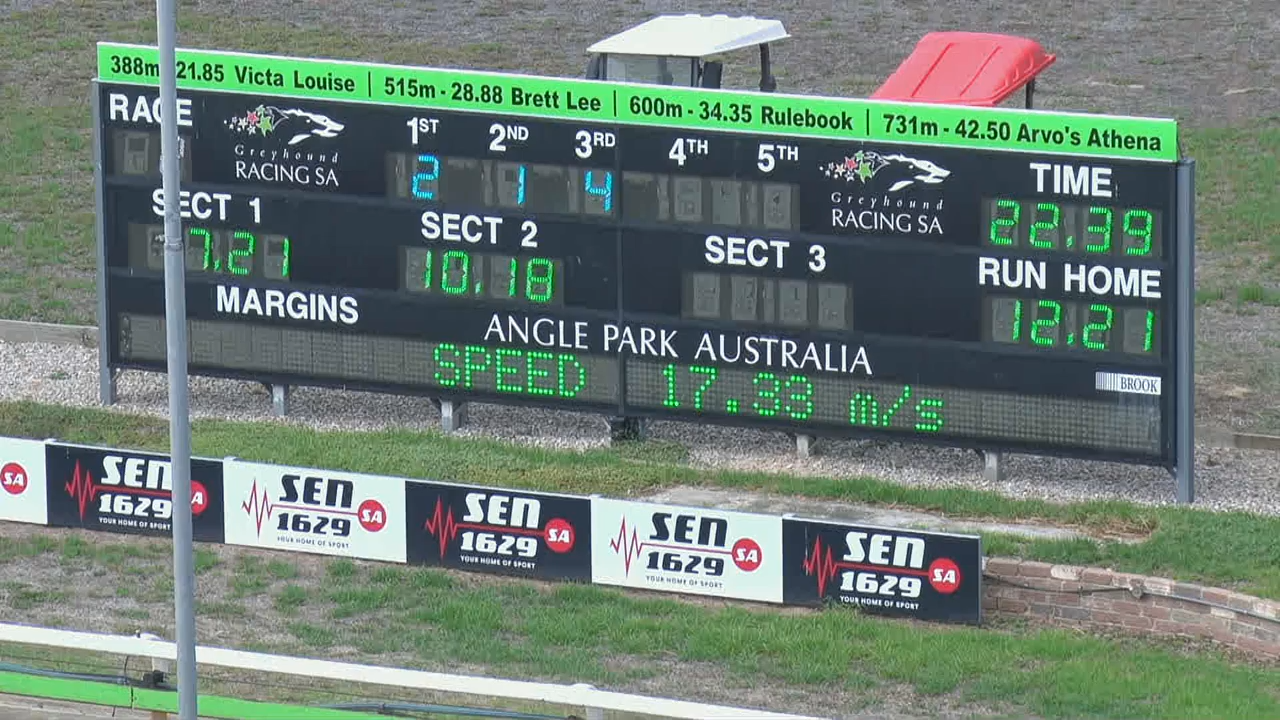 388m 21.85 Victa Louise | 515m - 28.88 Brett Lee | 600m - 34.35 Rulebook | 731m - 42.50 Arvo's Athena
RACE
Greyhound
RACING SA
1ST 2ND 3RD 4TH 5TH
2 1 4
Greyhound
RACING SA
TIME
22.39
SECT 1
7.21
SECT 2
10.18
SECT 3
RUN HOME
12.21
MARGINS
ANGLE PARK AUSTRALIA
SPEED 17.33 m/s
BROOK
SA
SEN
1629 SA
YOUR HOME OF SPORT
SEN
1629 SA
YOUR HOME OF SPORT
SEN
1629 SA
YOUR HOME OF SPORT
SEN
1629 SA
YOUR HOME OF SPORT
SEN
1629 SA
YOUR HOME OF SPORT